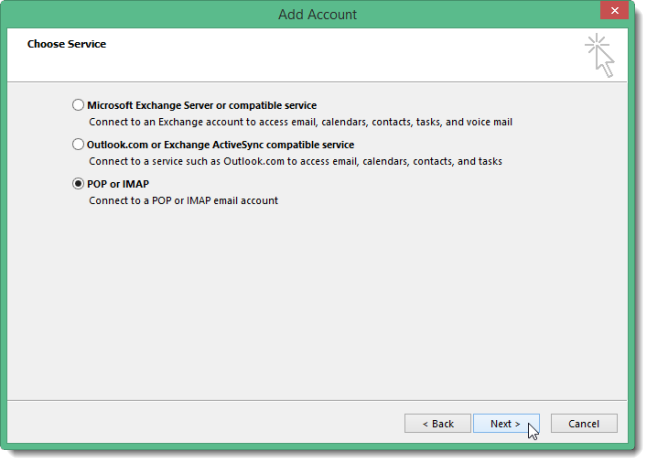 Add Account
Choose Service
Microsoft Exchange Server or compatible service
Connect to an Exchange account to access email, calendars, contacts, tasks, and voice mail
Outlook.com or Exchange ActiveSync compatible service
Connect to a service such as Outlook.com to access email, calendars, contacts, and tasks
POP or IMAP
Connect to a POP or IMAP email account
< Back Next > Cancel